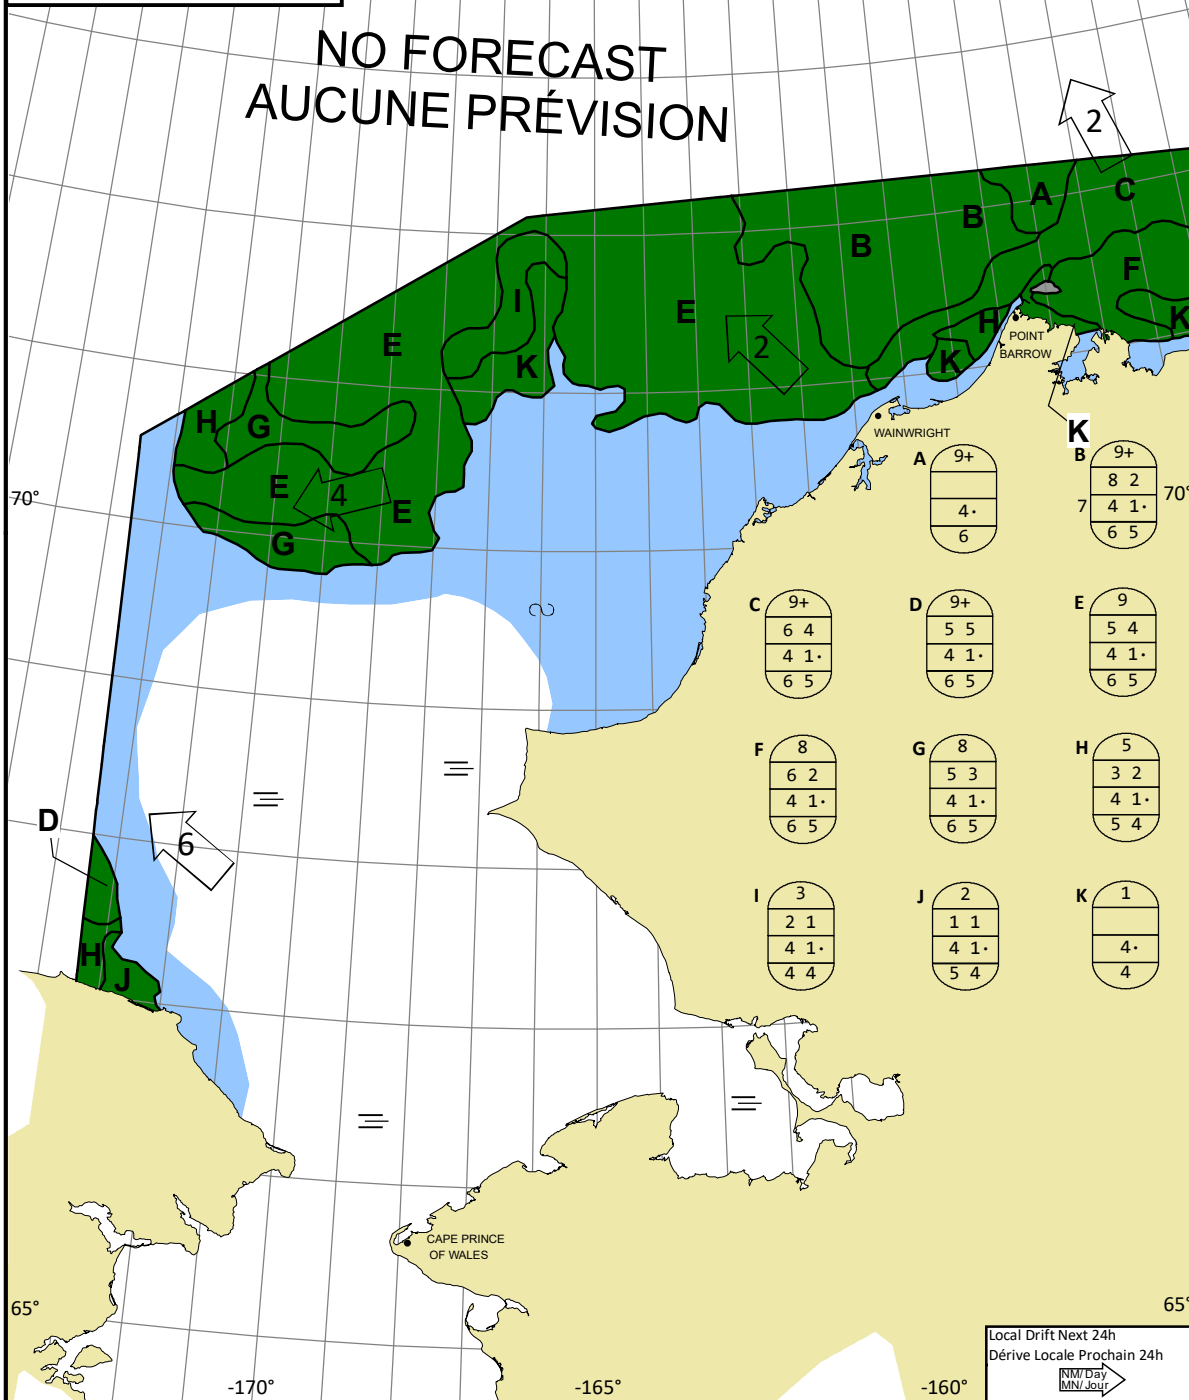 NO FORECAST
AUCUNE PRÉVISION
2
A
C
B
B
F
I
E
H
K
E
2
POINT
BARROW
K
K
H
G
WAINWRIGHT
K
70°
E
4
E
G
70°
A
9+
4•
6
B
9+
8 2
7
4 1•
6 5
C
9+
6 4
4 1•
6 5
D
9+
5 5
4 1•
6 5
E
9
5 4
4 1•
6 5
F
8
6 2
4 1•
6 5
G
8
5 3
4 1•
6 5
H
5
3 2
4 1•
5 4
D
6
I
3
2 1
4 1•
4 4
J
2
1 1
4 1•
5 4
K
1
4•
4
H
J
CAPE PRINCE
OF WALES
65°
65°
Local Drift Next 24h
Dérive Locale Prochain 24h
NM/Day
MN/Jour
-170°
-165°
-160°